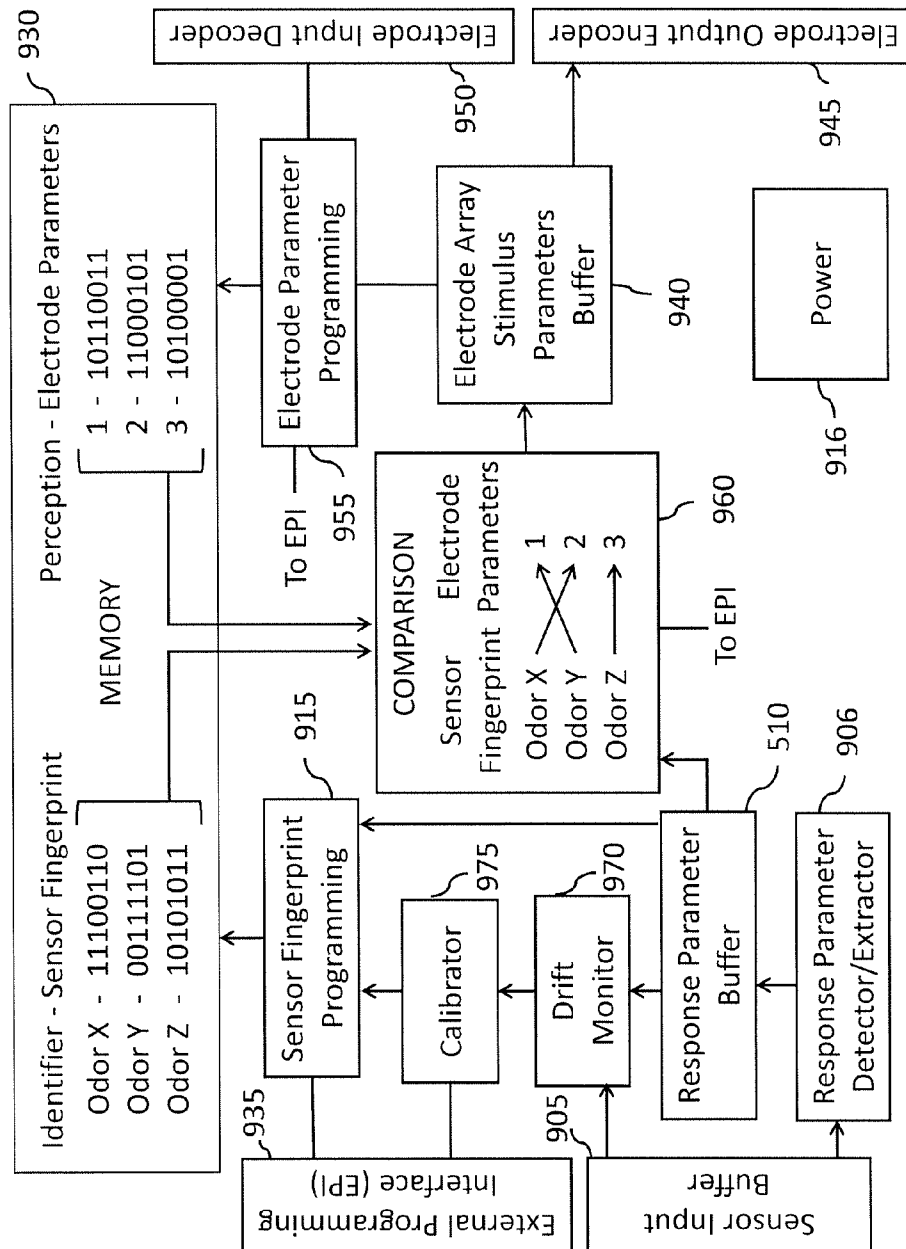 930
Identifier - Sensor Fingerprint
Odor X - 11100110
Odor Y - 00111101
Odor Z - 10101011
MEMORY
Perception - Electrode Parameters
1 - 10110011
2 - 11000101
3 - 10100001
935
External Programming
Interface (EPI)
Sensor Fingerprint
Programming
915
Calibrator
975
Drift
Monitor
970
905
Sensor Input
Buffer
Response Parameter
Buffer
510
Response Parameter
Detector/Extractor
906
COMPARISON
Sensor Electrode
Fingerprint Parameters
Odor X 1
Odor Y 2
Odor Z 3
960
To EPI
To EPI
955
Electrode Parameter
Programming
Electrode Input Decoder
950
Electrode Array
Stimulus
Parameters
Buffer
940
Electrode Output Encoder
945
Power
916